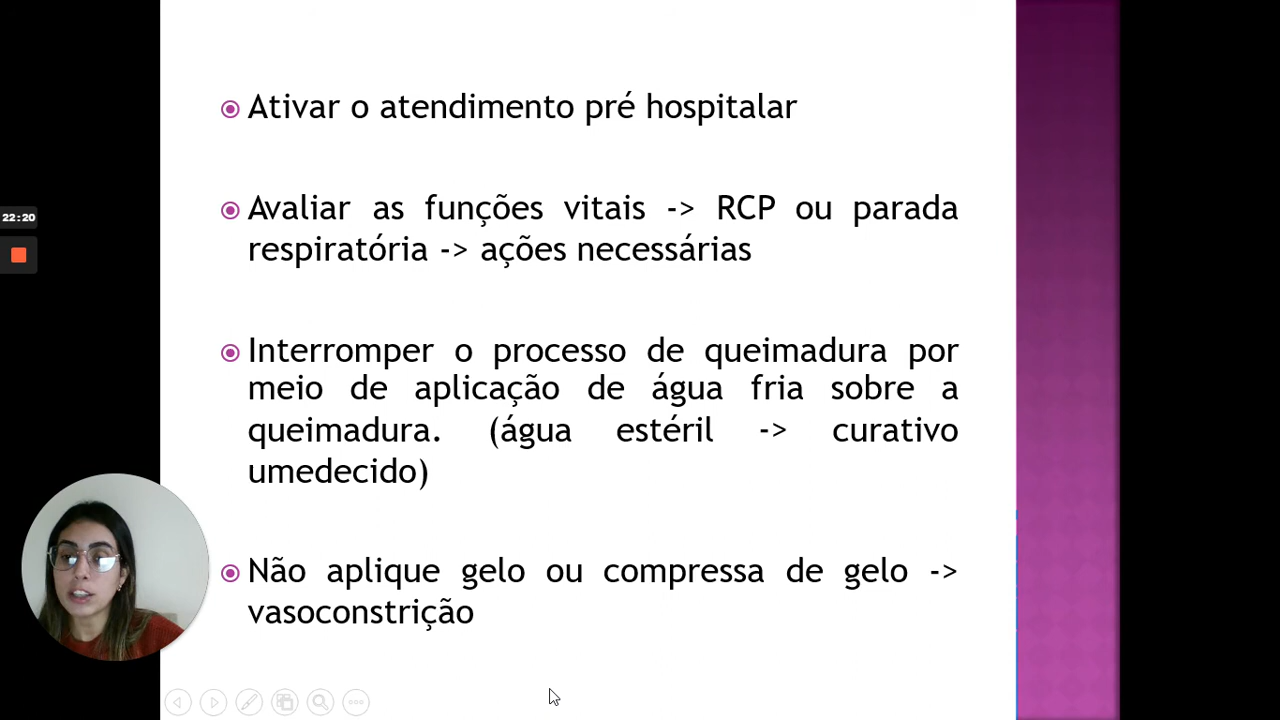 Ativar o atendimento pré hospitalar
Avaliar as funções vitais -> RCP ou parada
respiratória -> ações necessárias
22:20
Interromper o processo de queimadura por
meio de aplicação de água fria sobre a
queimadura. (água estéril -> curativo
umedecido)
Não aplique gelo ou compressa de gelo ->
vasoconstrição